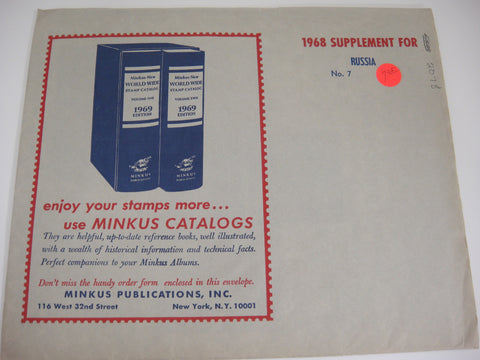 1968 SUPPLEMENT FOR
RUSSIA
No. 7
Minkus New
WORLD WIDE
STAMP CATALOG
VOLUME ONE
1969
EDITION
MINKUS
PUBLICATIONS
Minkus New
WORLD WIDE
STAMP CATALOG
VOLUME TWO
1969
EDITION
MINKUS
PUBLICATIONS
enjoy your stamps more...
use MINKUS CATALOGS
They are helpful, up-to-date reference books, well illustrated,
with a wealth of historical information and technical facts.
Perfect companions to your Minkus Albums.
Don't miss the handy order form enclosed in this envelope.
MINKUS PUBLICATIONS, INC.
116 West 32nd Street New York, N.Y. 10001